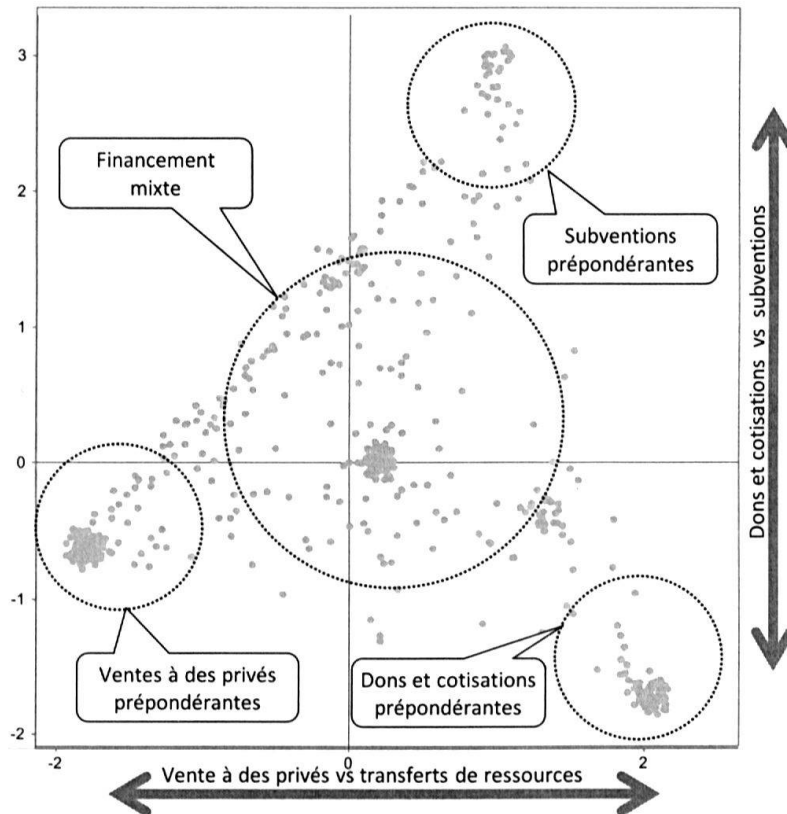 3
2
1
0
-1
-2
-2
0
2
Financement
mixte
Subventions
prépondérantes
Ventes à des privés
prépondérantes
Dons et cotisations
prépondérantes
Vente à des privés vs transferts de ressources
Dons et cotisations vs subventions